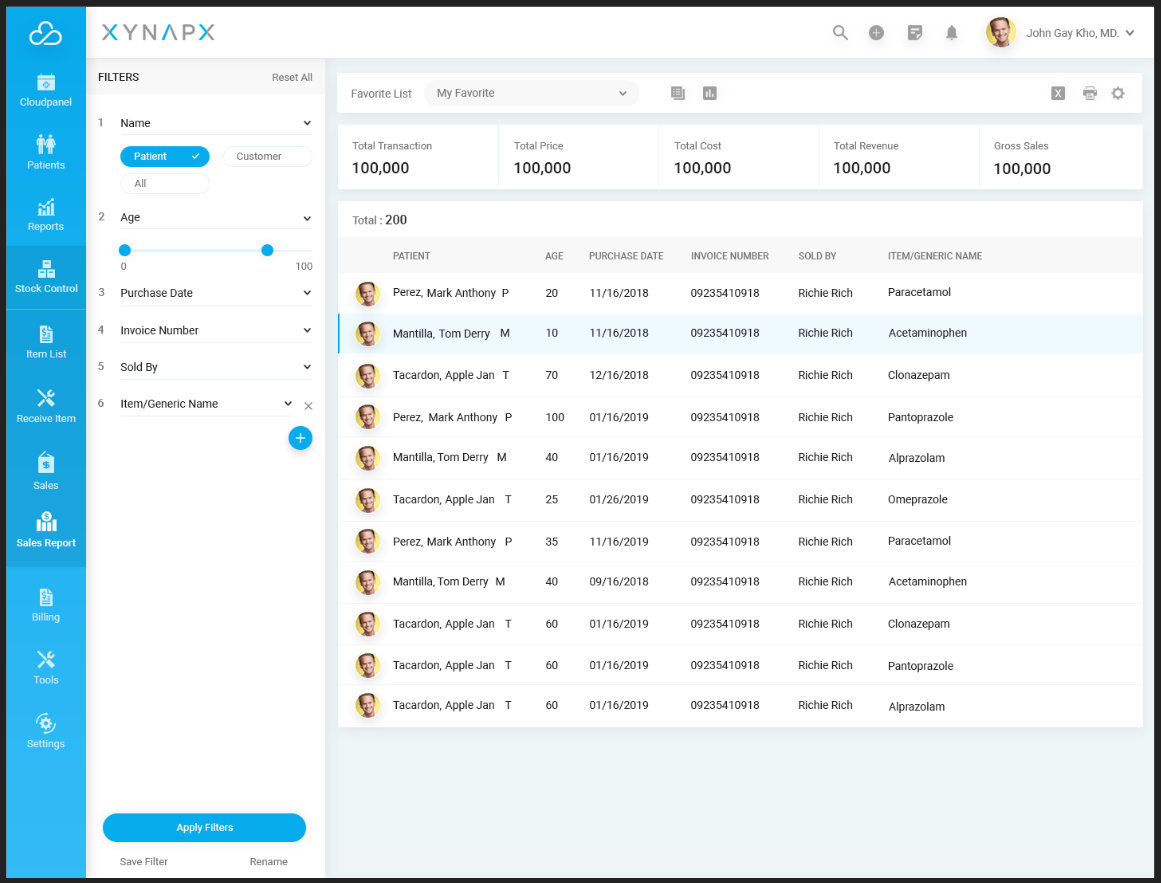 XYNAPX
John Gay Kho, MD.
Cloudpanel
Patients
Reports
Stock Control
Item List
Receive Item
Sales
Sales Report
Billing
Tools
Settings
FILTERS Reset All
1 Name
Patient Customer
All
2 Age
0 100
3 Purchase Date
4 Invoice Number
5 Sold By
6 Item/Generic Name
Apply Filters
Save Filter Rename
Favorite List My Favorite
Total Transaction Total Price Total Cost Total Revenue Gross Sales
100,000 100,000 100,000 100,000 100,000
Total : 200
PATIENT AGE PURCHASE DATE INVOICE NUMBER SOLD BY ITEM/GENERIC NAME
Perez, Mark Anthony P 20 11/16/2018 09235410918 Richie Rich Paracetamol
Mantilla, Tom Derry M 10 11/16/2018 09235410918 Richie Rich Acetaminophen
Tacardon, Apple Jan T 70 12/16/2018 09235410918 Richie Rich Clonazepam
Perez, Mark Anthony P 100 01/16/2019 09235410918 Richie Rich Pantoprazole
Mantilla, Tom Derry M 40 01/16/2019 09235410918 Richie Rich Alprazolam
Tacardon, Apple Jan T 25 01/26/2019 09235410918 Richie Rich Omeprazole
Perez, Mark Anthony P 35 11/16/2019 09235410918 Richie Rich Paracetamol
Mantilla, Tom Derry M 40 09/16/2018 09235410918 Richie Rich Acetaminophen
Tacardon, Apple Jan T 60 01/16/2019 09235410918 Richie Rich Clonazepam
Tacardon, Apple Jan T 60 01/16/2019 09235410918 Richie Rich Pantoprazole
Tacardon, Apple Jan T 60 01/16/2019 09235410918 Richie Rich Alprazolam